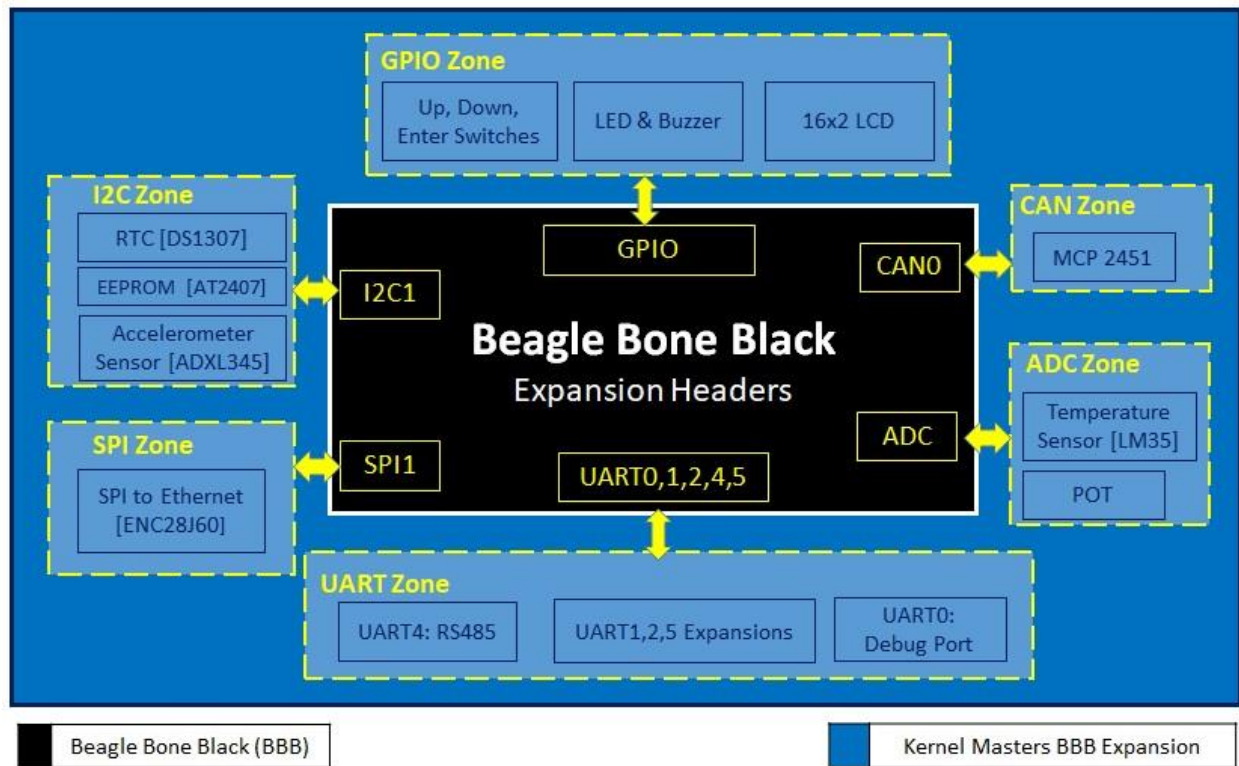 GPIO Zone
Up, Down,
Enter Switches
LED & Buzzer
16x2 LCD
I2C Zone
RTC [DS1307]
EEPROM [AT2407]
Accelerometer
Sensor [ADXL345]
SPI Zone
SPI to Ethernet
[ENC28J60]
GPIO
I2C1
CAN0
Beagle Bone Black
Expansion Headers
SPI1
ADC
UART0,1,2,4,5
CAN Zone
MCP 2451
ADC Zone
Temperature
Sensor [LM35]
POT
UART Zone
UART4: RS485
UART1,2,5 Expansions
UART0:
Debug Port
Beagle Bone Black (BBB)
Kernel Masters BBB Expansion